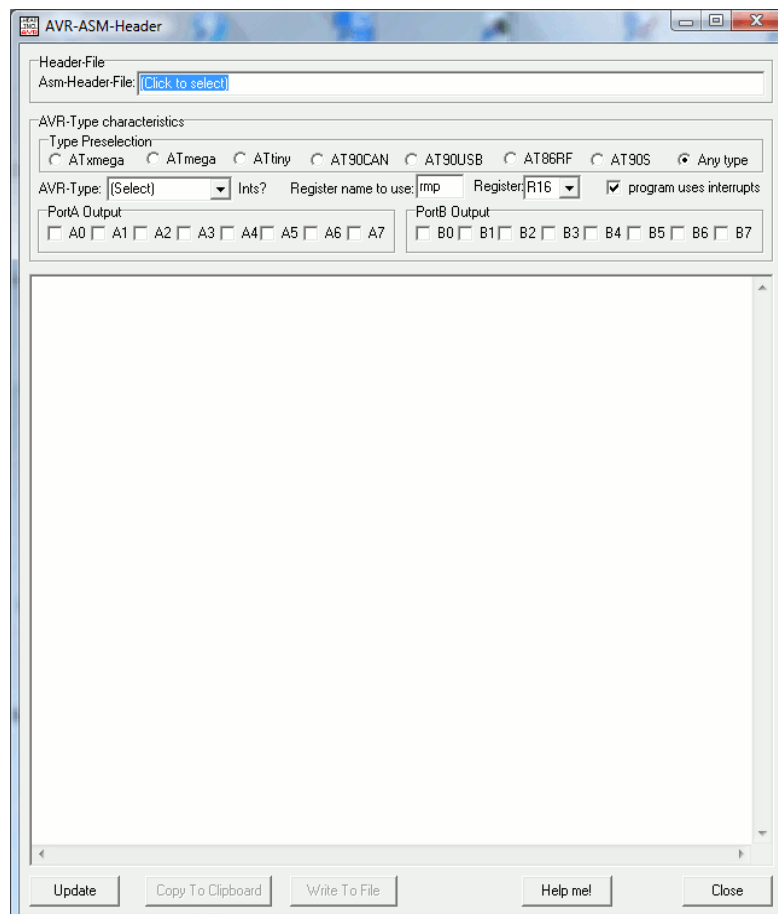 AVR-ASM-Header
Header-File
Asm-Header-File: (Click to select)
AVR-Type characteristics
Type Preselection
ATxmega ATmega ATtiny AT90CAN AT90USB AT86RF AT90S Any type
AVR-Type: (Select) Ints? Register name to use: rmp Register: R16 program uses interrupts
PortA Output PortB Output
A0 A1 A2 A3 A4 A5 A6 A7 B0 B1 B2 B3 B4 B5 B6 B7
Update Copy To Clipboard Write To File Help me! Close